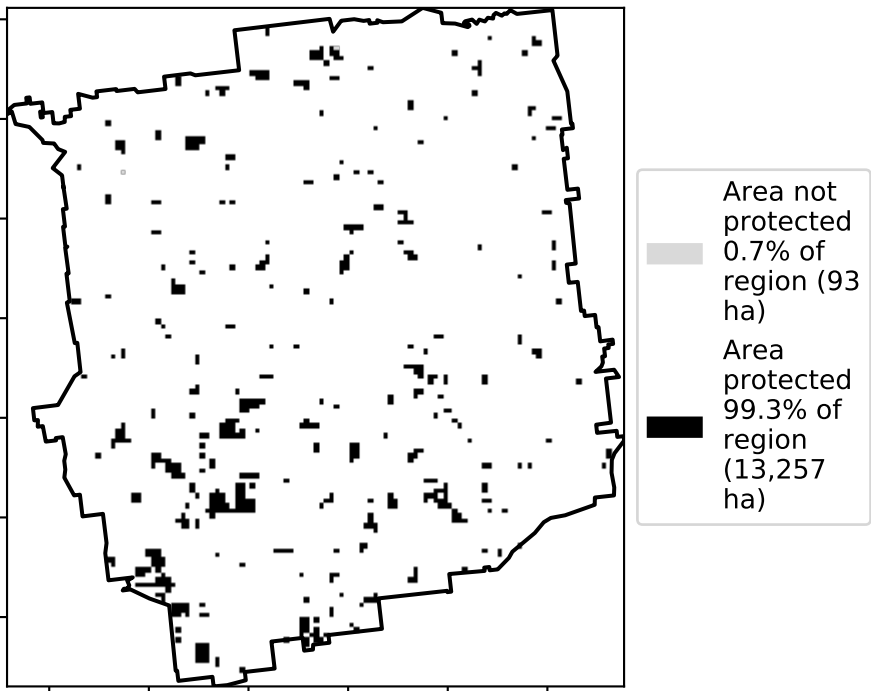 Area not
protected
0.7% of
region (93
ha)
Area
protected
99.3% of
region
(13,257
ha)